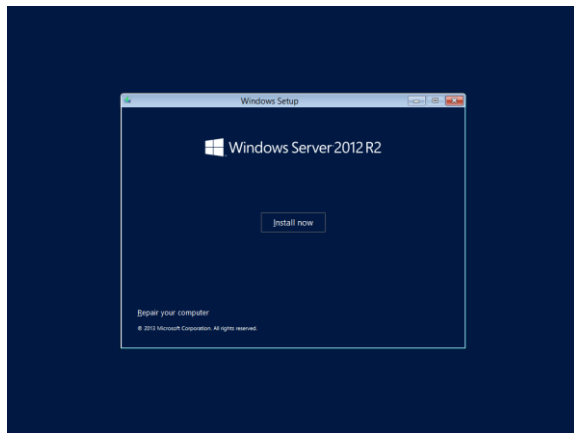 Windows Setup
Windows Server 2012 R2
Install now
Repair your computer
© 2013 Microsoft Corporation. All rights reserved.